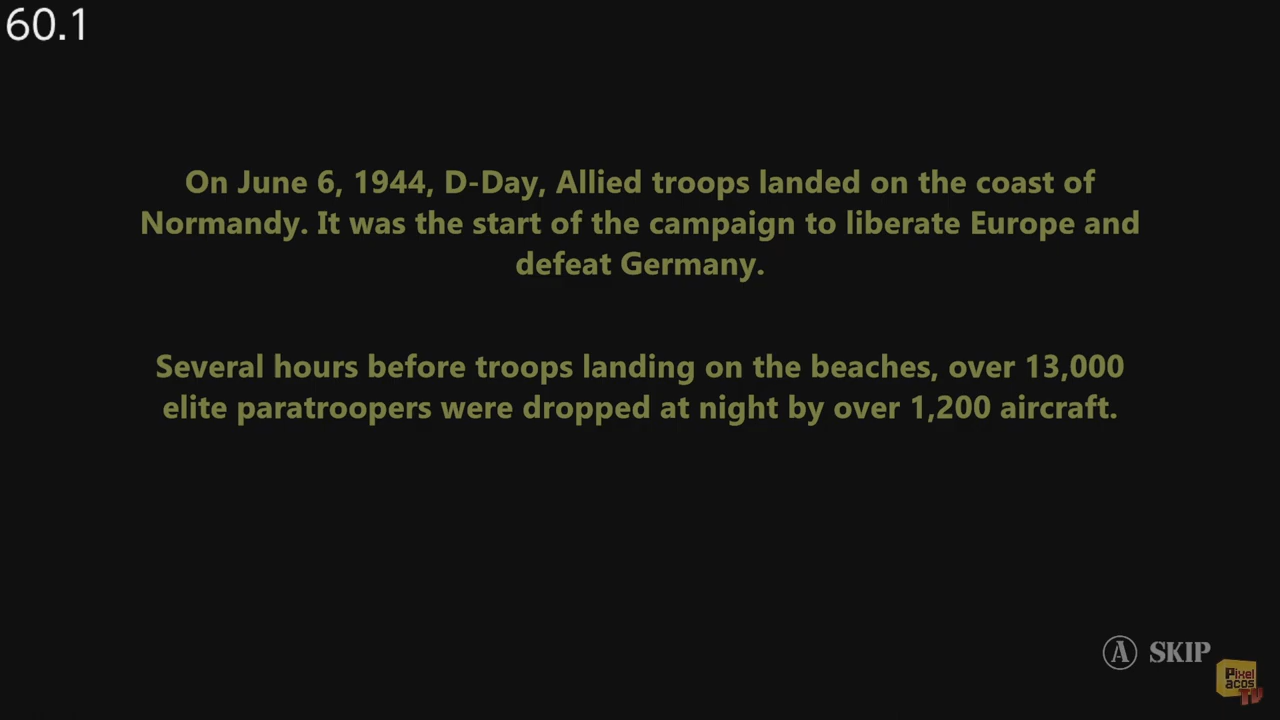 60.1
On June 6, 1944, D-Day, Allied troops landed on the coast of
Normandy. It was the start of the campaign to liberate Europe and
defeat Germany.
Several hours before troops landing on the beaches, over 13,000
elite paratroopers were dropped at night by over 1,200 aircraft.
A SKIP
Pixel
acos
TV